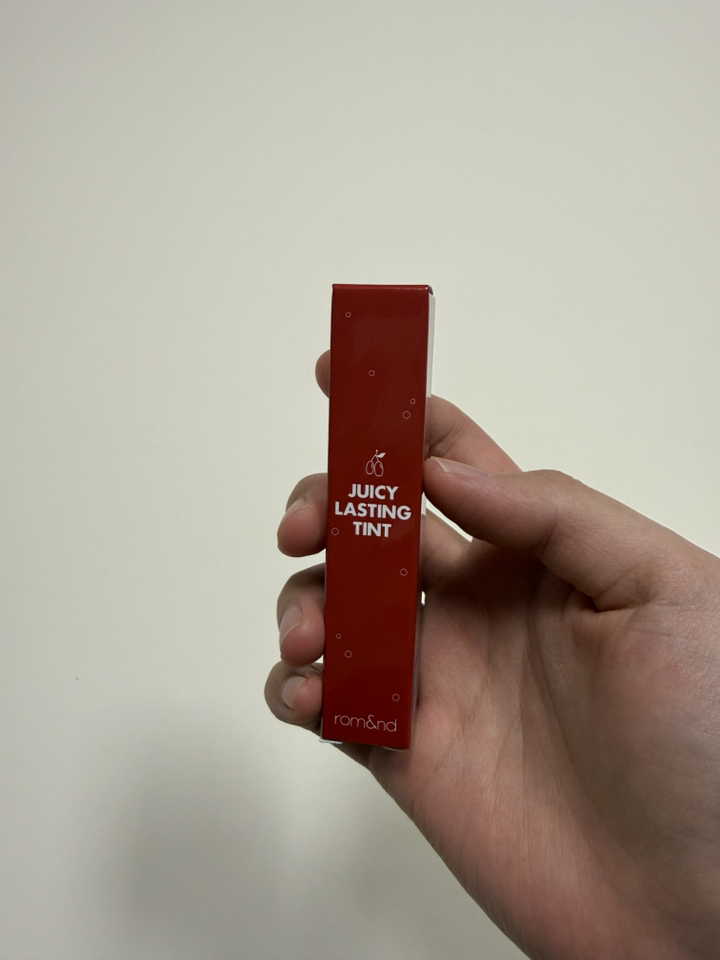 JUICY
LASTING
TINT
rom&nd